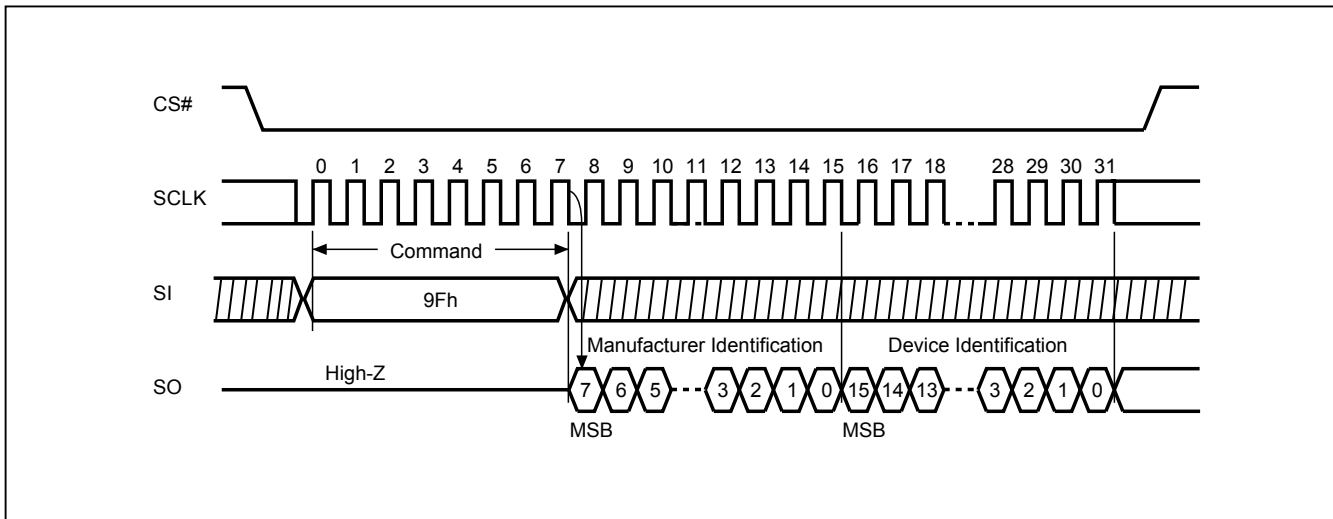 CS#
0 1 2 3 4 5 6 7 8 9 10 11 12 13 14 15 16 17 18 28 29 30 31
SCLK
Command
SI
9Fh
Manufacturer Identification Device Identification
High-Z
SO
7 6 5 3 2 1 0 15 14 13 3 2 1 0
MSB MSB